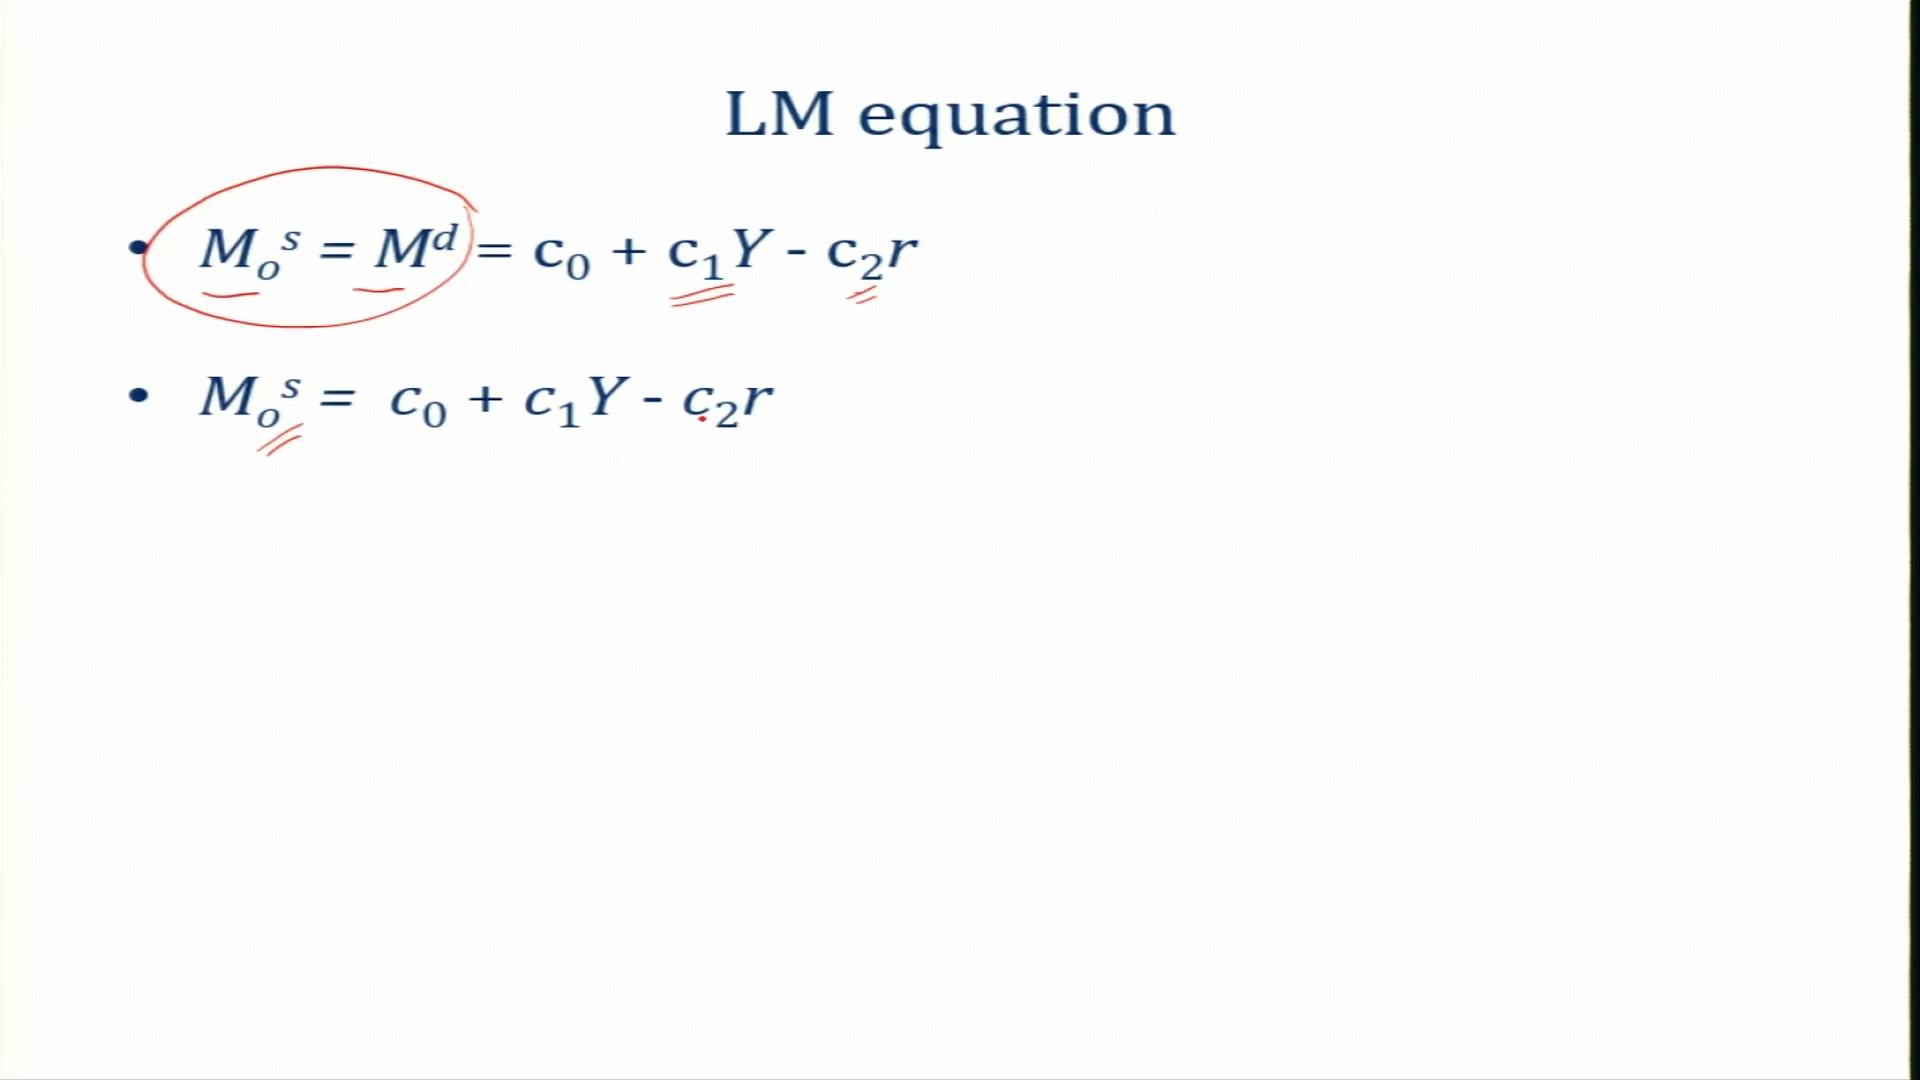 LM equation
• Mₒˢ = Mᵈ = c₀ + c₁Y - c₂r
• Mₒˢ = c₀ + c₁Y - c₂r